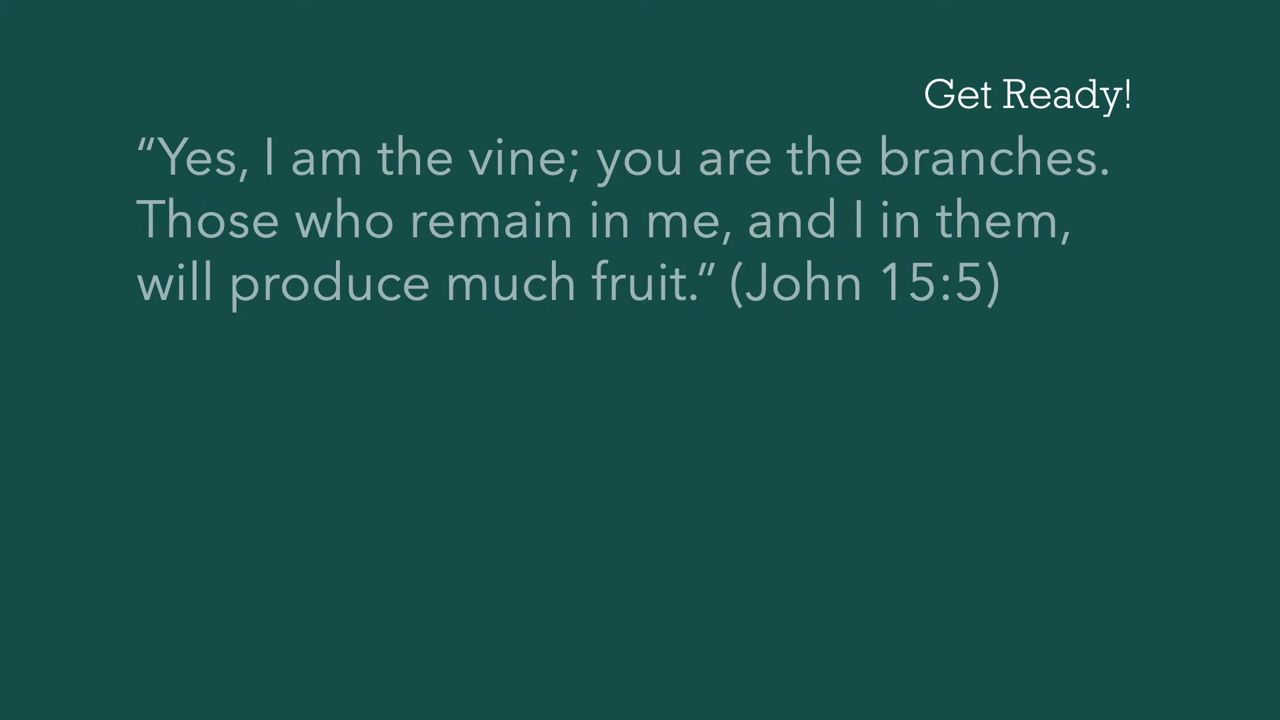 Get Ready!
“Yes, I am the vine; you are the branches.
Those who remain in me, and I in them,
will produce much fruit.” (John 15:5)